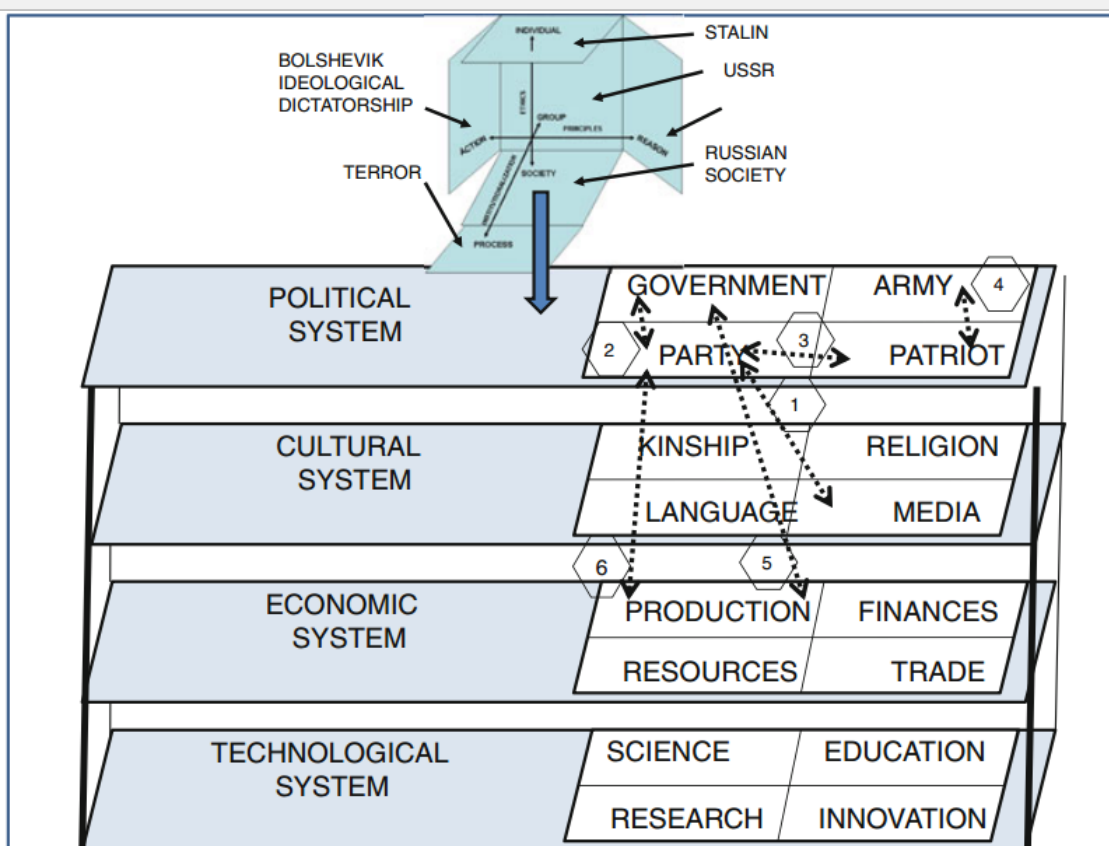 INDIVIDUAL
STALIN
BOLSHEVIK
IDEOLOGICAL
DICTATORSHIP
USSR
ETHICS
GROUP
PRINCIPLES
ACTION
REASON
RUSSIAN
SOCIETY
TERROR
SOCIETY
INSTITUTIONALIZATION
PROCESS
POLITICAL
SYSTEM
GOVERNMENT
ARMY
4
2
PARTY
3
PATRIOT
1
CULTURAL
SYSTEM
KINSHIP
RELIGION
LANGUAGE
MEDIA
6
5
ECONOMIC
SYSTEM
PRODUCTION
FINANCES
RESOURCES
TRADE
TECHNOLOGICAL
SYSTEM
SCIENCE
EDUCATION
RESEARCH
INNOVATION